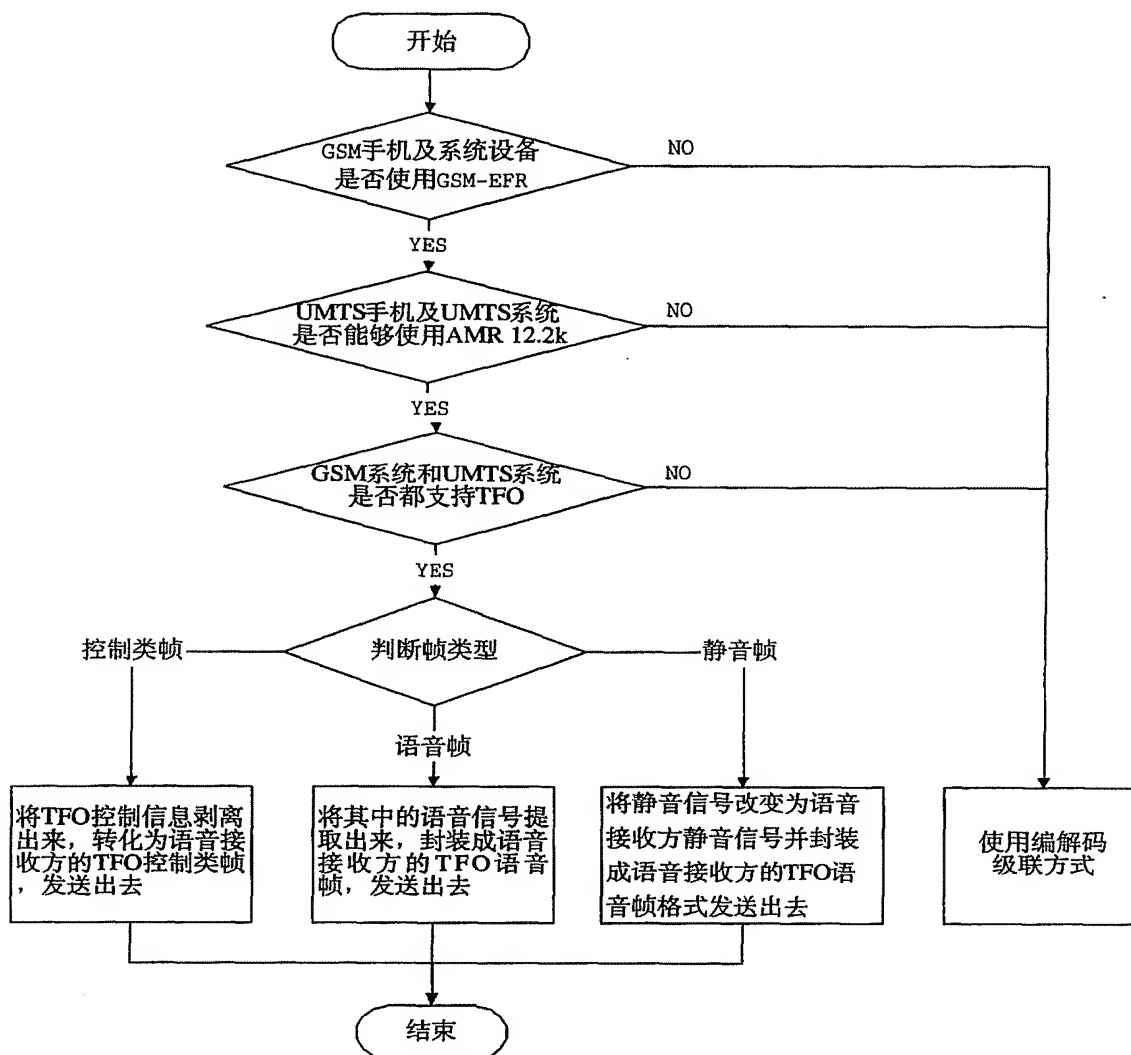 开始
GSM手机及系统设备
是否使用GSM-EFR
NO
YES
UMTS手机及UMTS系统
是否能够使用AMR 12.2k
NO
YES
GSM系统和UMTS系统
是否都支持TFO
NO
YES
控制类帧
判断帧类型
静音帧
语音帧
将TFO控制信息剥离
出来，转化为语音接
收方的TFO控制类帧
，发送出去
将其中的语音信号提
取出来，封装成语音
接收方的TFO语音
帧，发送出去
将静音信号改变为语音
接收方静音信号并封装
成语音接收方的TFO语
音帧格式发送出去
使用编解码
级联方式
结束